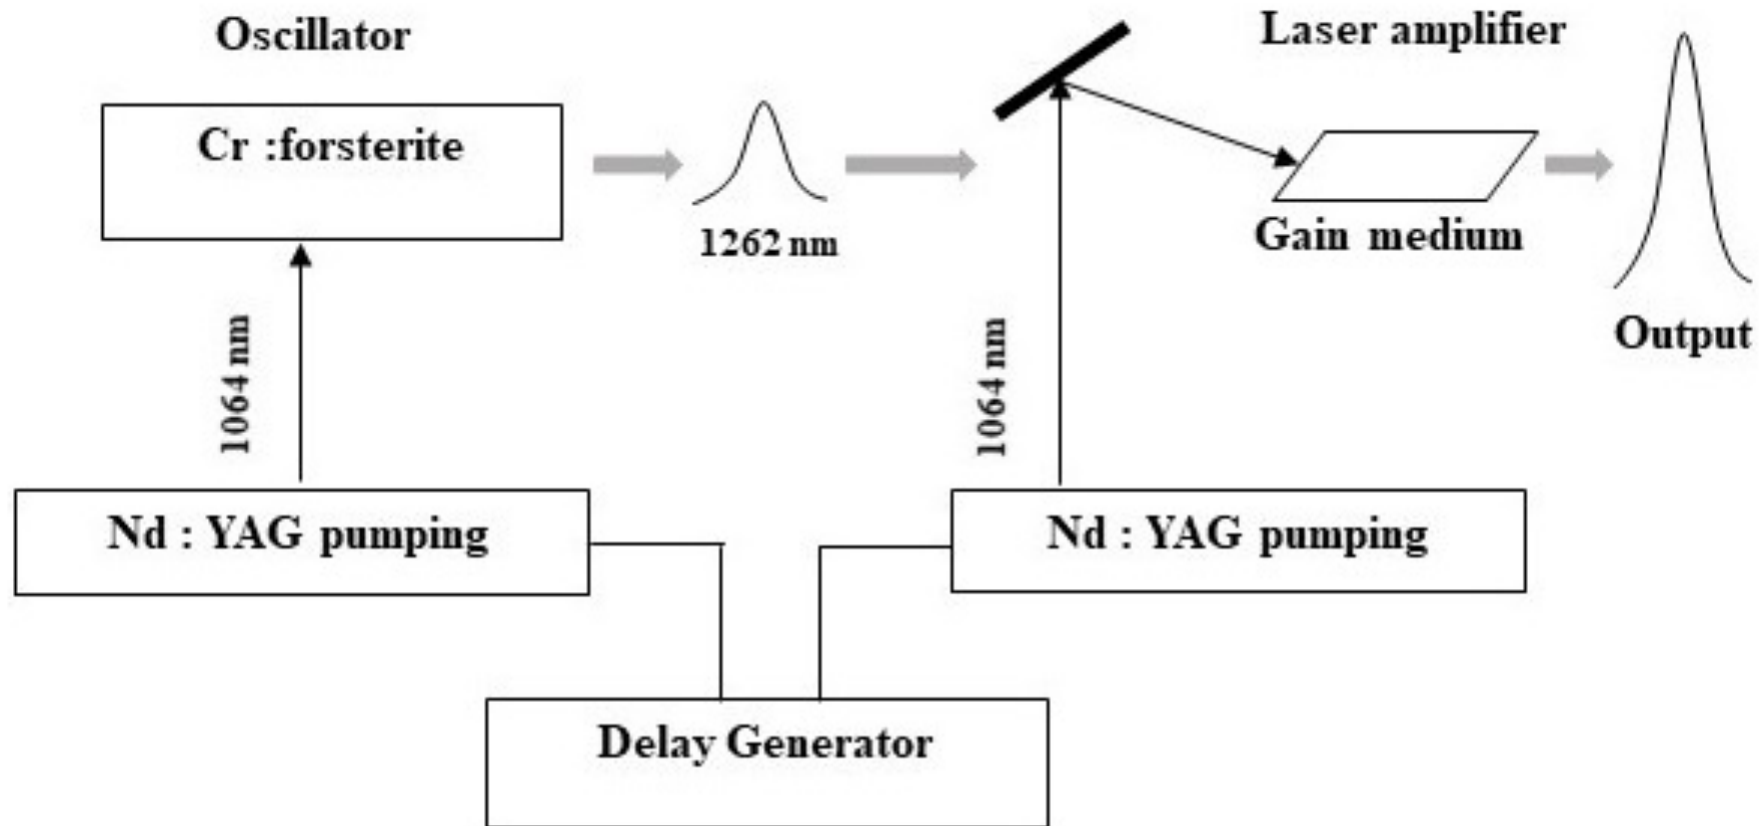 Oscillator
Laser amplifier
Cr :forsterite
1262 nm
Gain medium
Output
1064 nm
1064 nm
Nd : YAG pumping
Nd : YAG pumping
Delay Generator